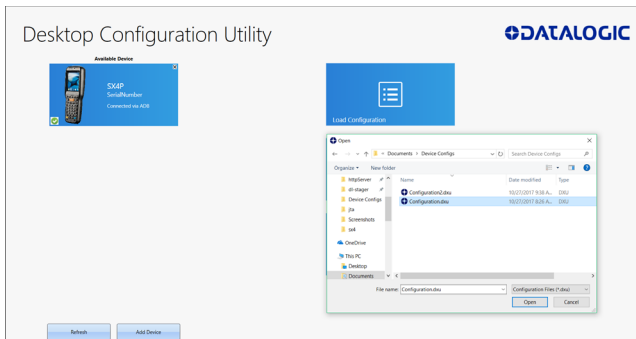 Desktop Configuration Utility
DATALOGIC
Available Device
SX4P
SerialNumber
Connected via ADB
Load Configuration
Open
Documents > Device Configs
Search Device Configs
Organize
New folder
HttpServer
dl-stager
Device Configs
jta
Screenshots
sx4
OneDrive
This PC
Desktop
Documents
Name
Date modified
Type
Configuration2.dxu
10/27/2017 9:58 A...
DXU
Configuration.dxu
10/27/2017 8:26 A...
DXU
File name:
Configuration.dxu
Configuration Files (*.dxu)
Open
Cancel
Refresh
Add Device